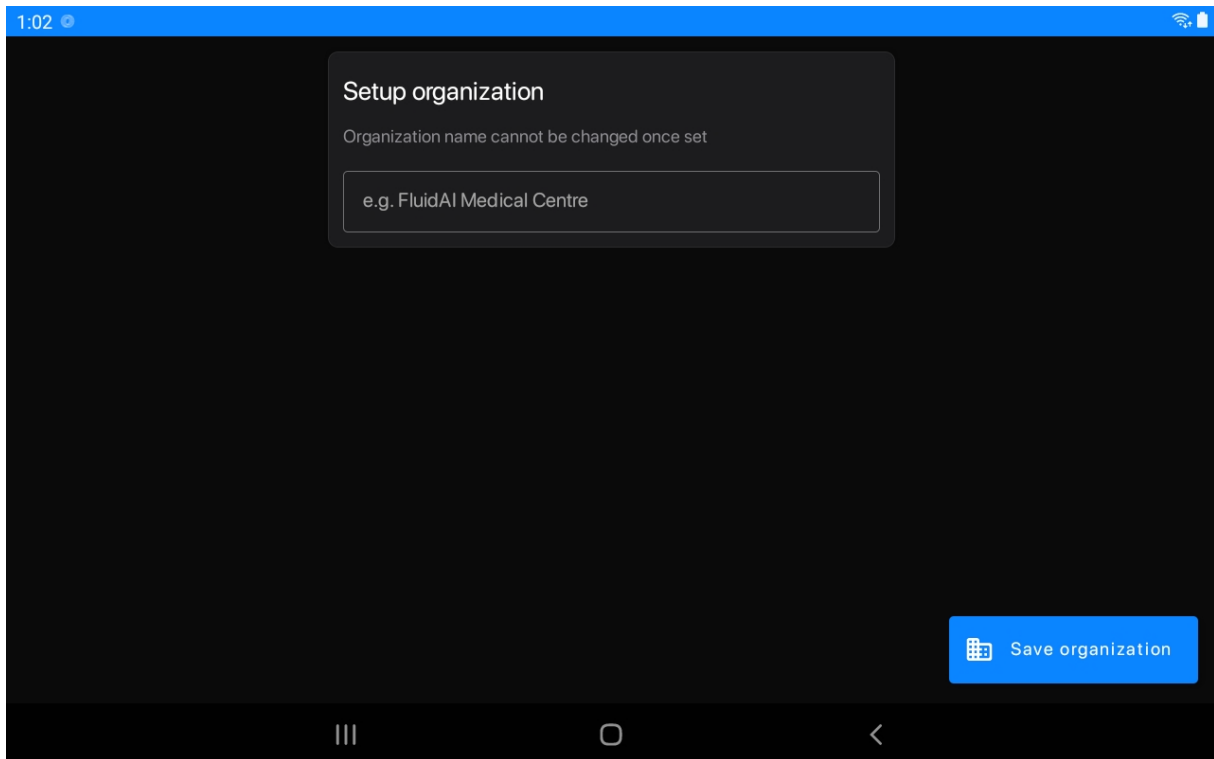 1:02
Setup organization
Organization name cannot be changed once set
e.g. FluidAI Medical Centre
Save organization